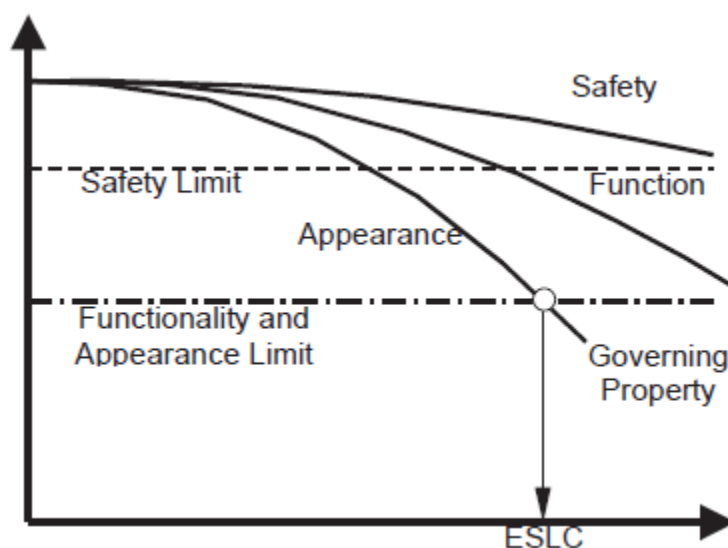 Safety
Safety Limit
Function
Appearance
Functionality and
Appearance Limit
Governing
Property
ESLC